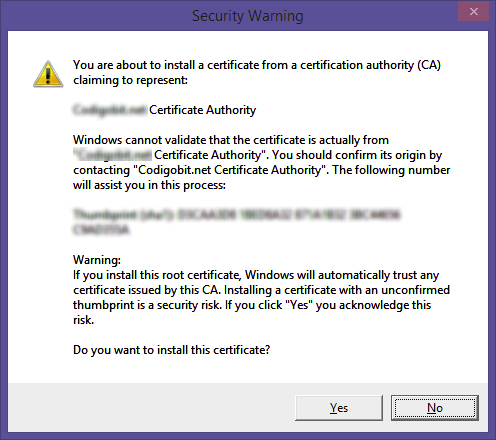 Security Warning
You are about to install a certificate from a certification authority (CA)
claiming to represent:
Certificate Authority
Windows cannot validate that the certificate is actually from
Certificate Authority". You should confirm its origin by
contacting "Codigobit.net Certificate Authority". The following number
will assist you in this process:
Warning:
If you install this root certificate, Windows will automatically trust any
certificate issued by this CA. Installing a certificate with an unconfirmed
thumbprint is a security risk. If you click "Yes" you acknowledge this
risk.
Do you want to install this certificate?
Yes
No